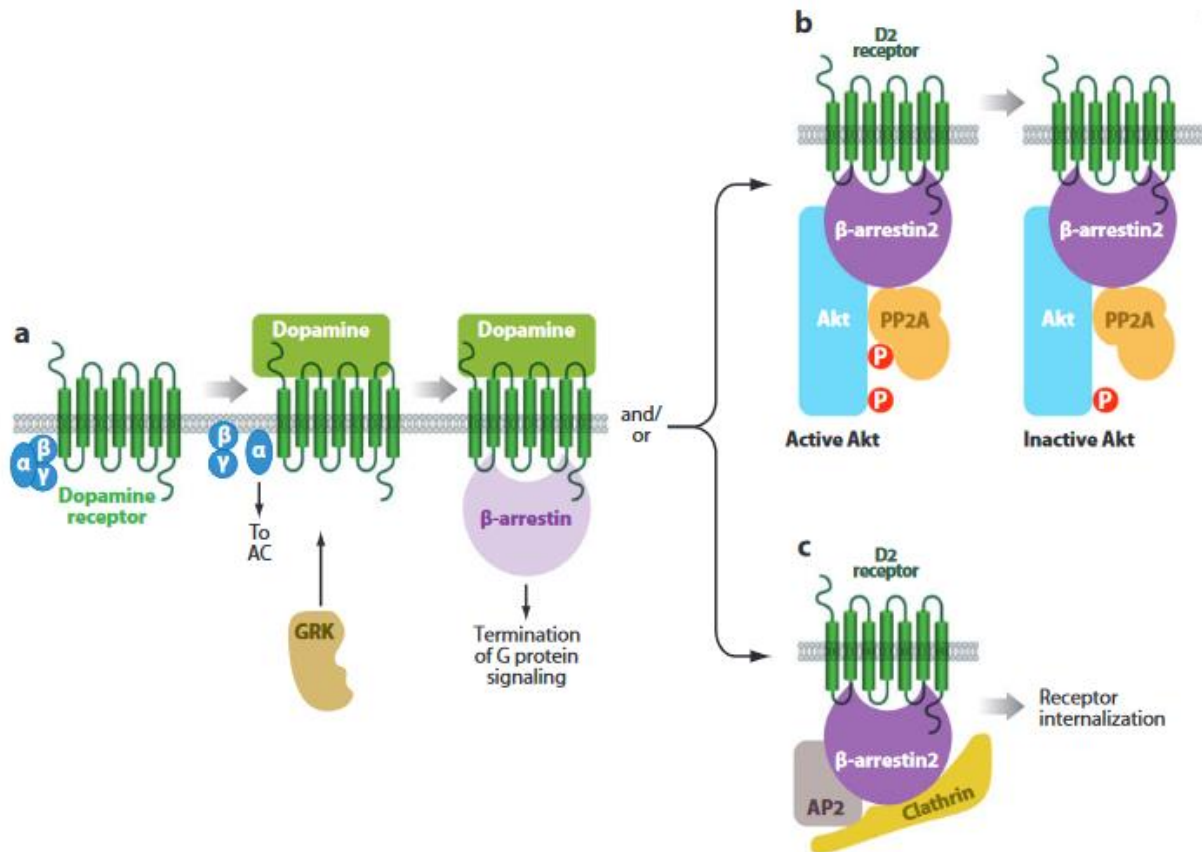 a
α
β
γ
Dopamine
receptor
β
γ
α
To
AC
Dopamine
GRK
Dopamine
β-arrestin
Termination
of G protein
signaling
and/
or
b
D2
receptor
β-arrestin2
Akt
PP2A
P
P
Active Akt
β-arrestin2
Akt
PP2A
P
Inactive Akt
c
D2
receptor
β-arrestin2
AP2
Clathrin
Receptor
internalization